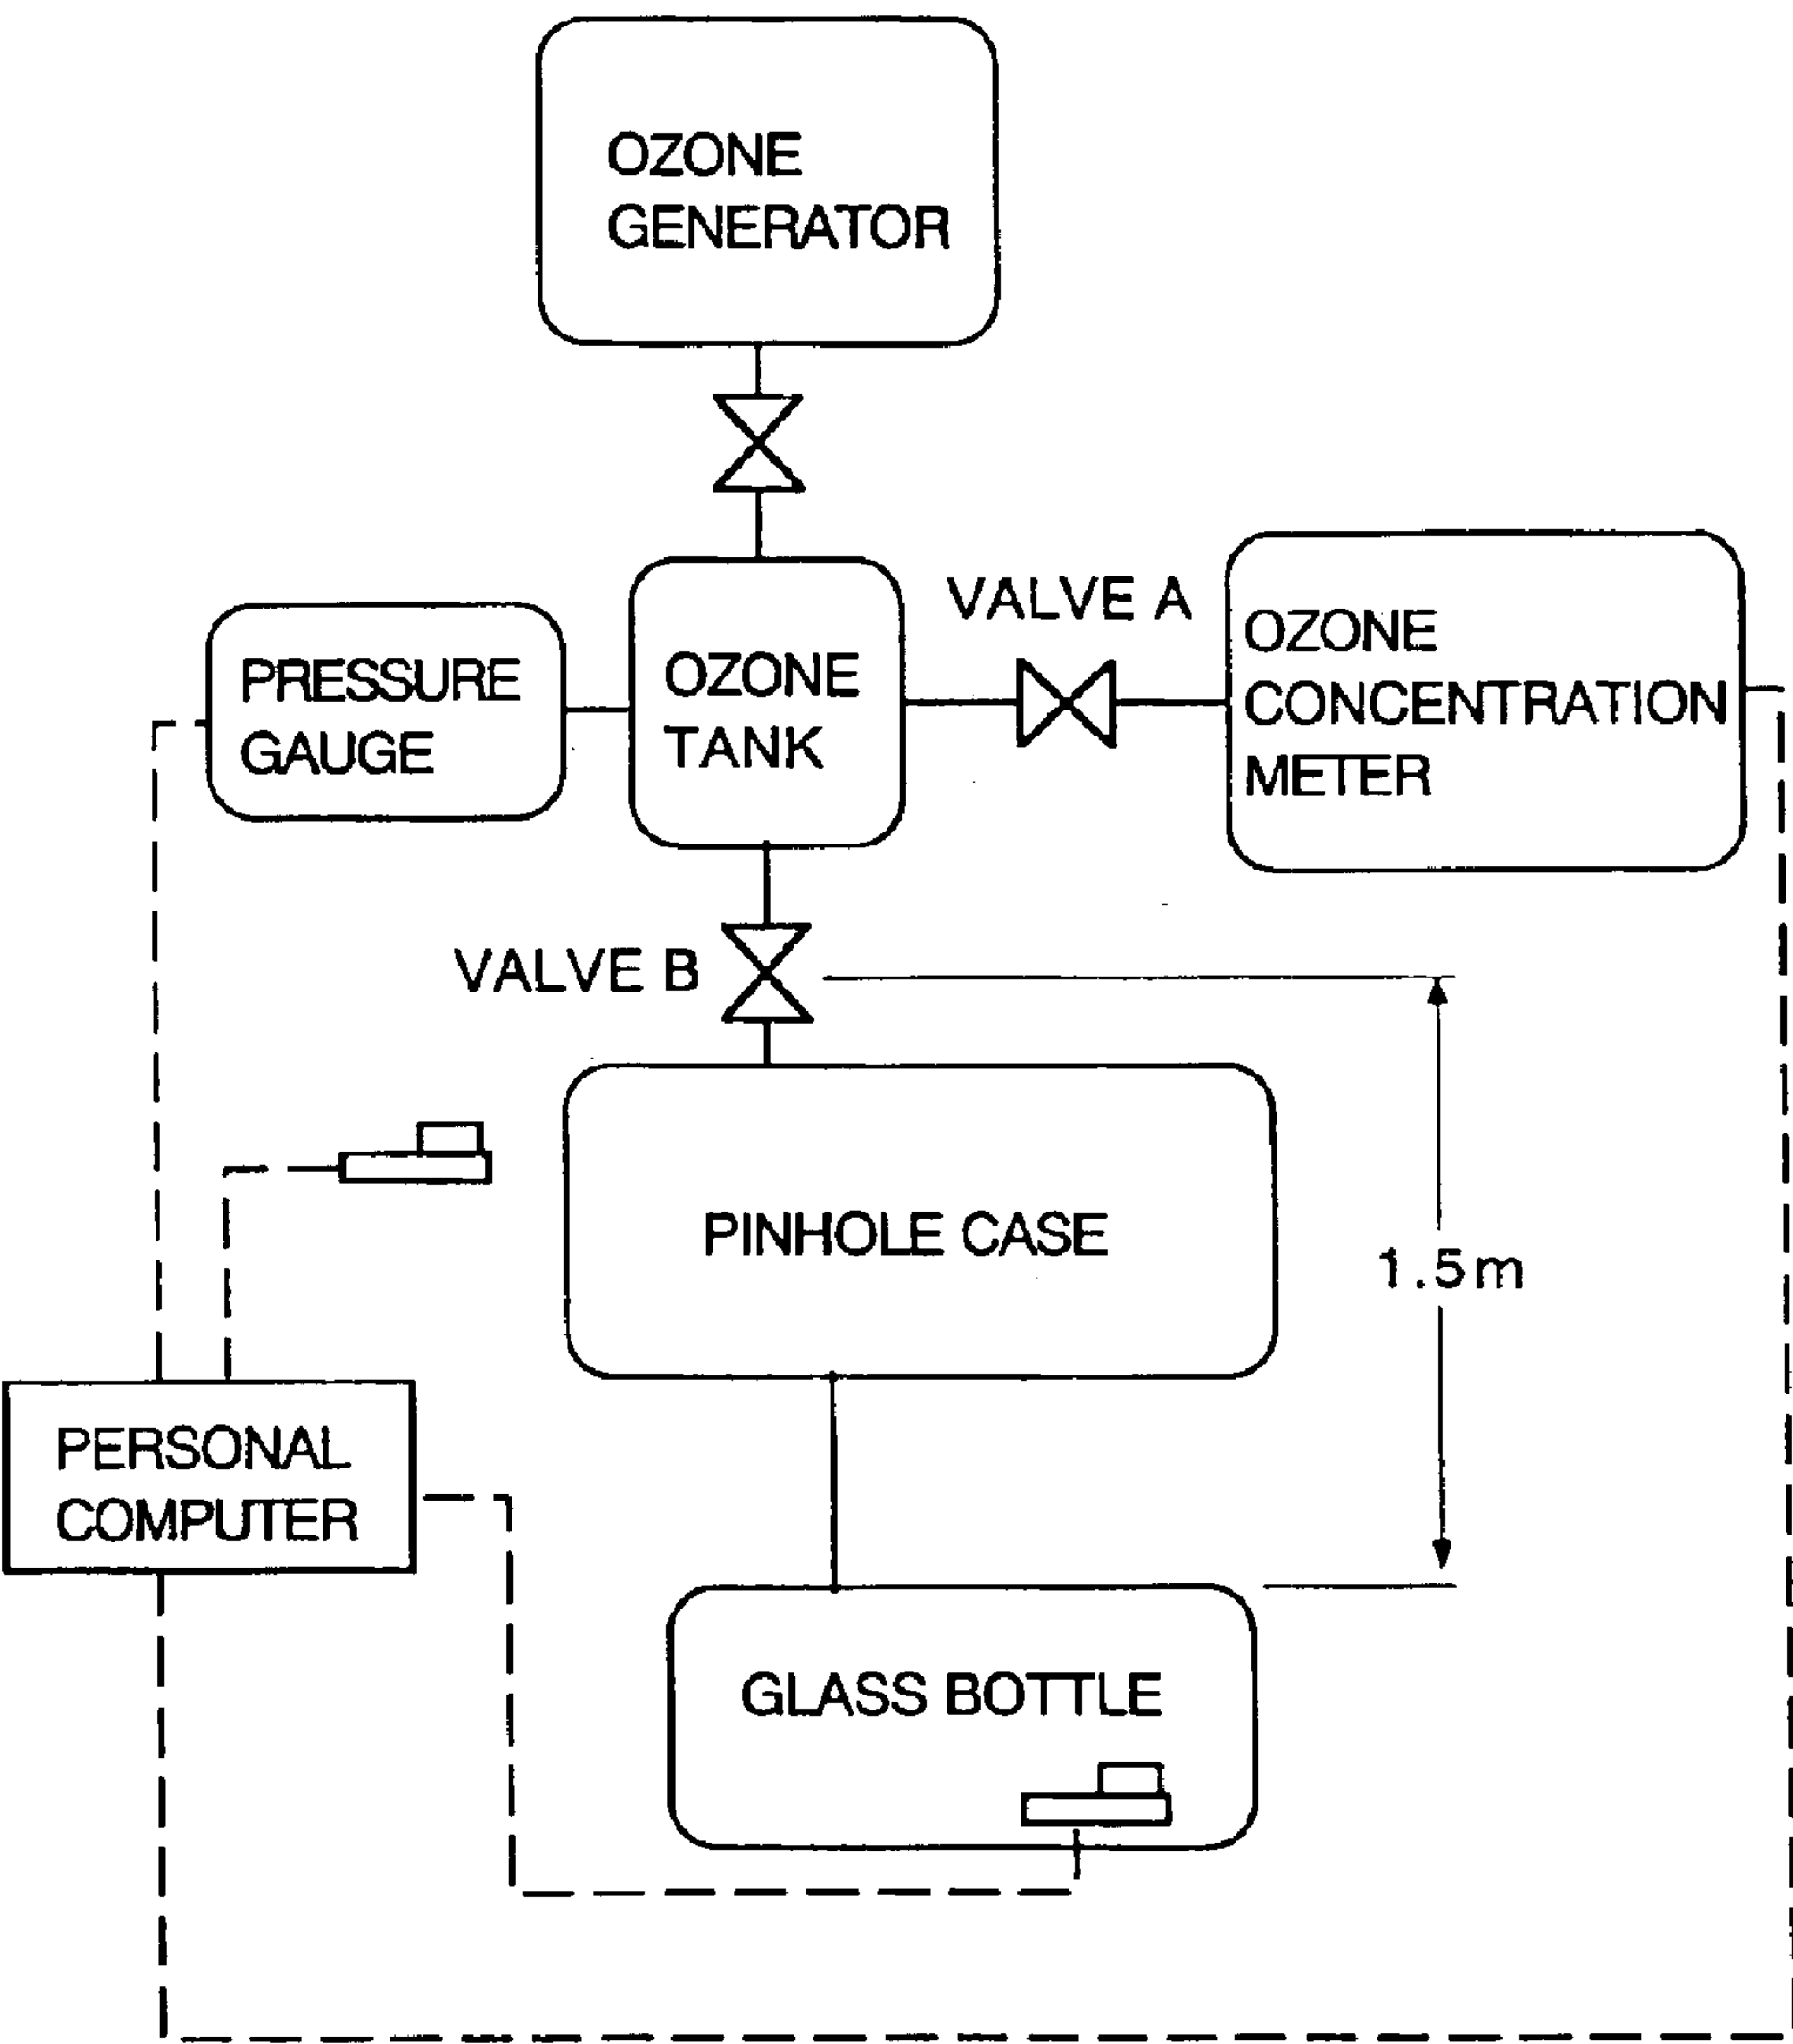 OZONE
GENERATOR
VALVE A
OZONE
CONCENTRATION
METER
PRESSURE
GAUGE
OZONE
TANK
VALVE B
PINHOLE CASE
1.5m
PERSONAL
COMPUTER
GLASS BOTTLE